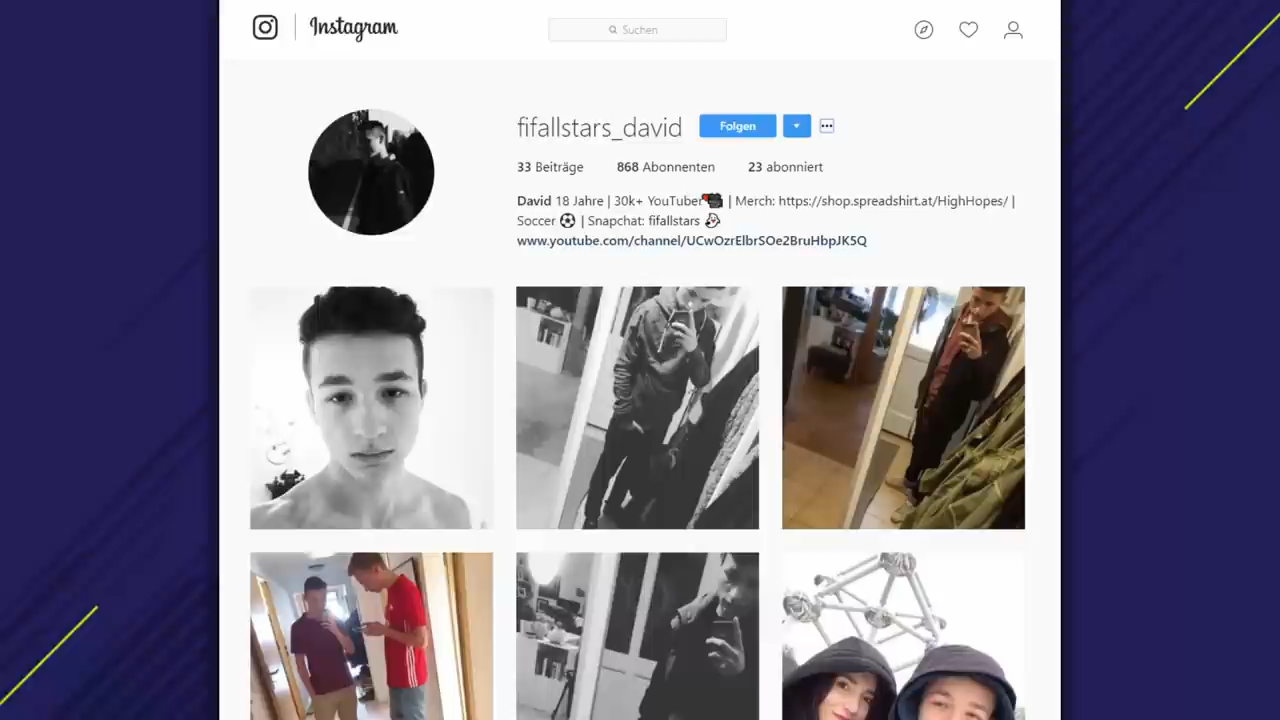 Instagram
Suchen
fifallstars_david Folgen
33 Beiträge 868 Abonnenten 23 abonniert
David 18 Jahre | 30k+ YouTuber | Merch: https://shop.spreadshirt.at/HighHopes/ |
Soccer ⚽ | Snapchat: fifallstars 👻
www.youtube.com/channel/UCwOzrElbrSOe2BruHbpJK5Q